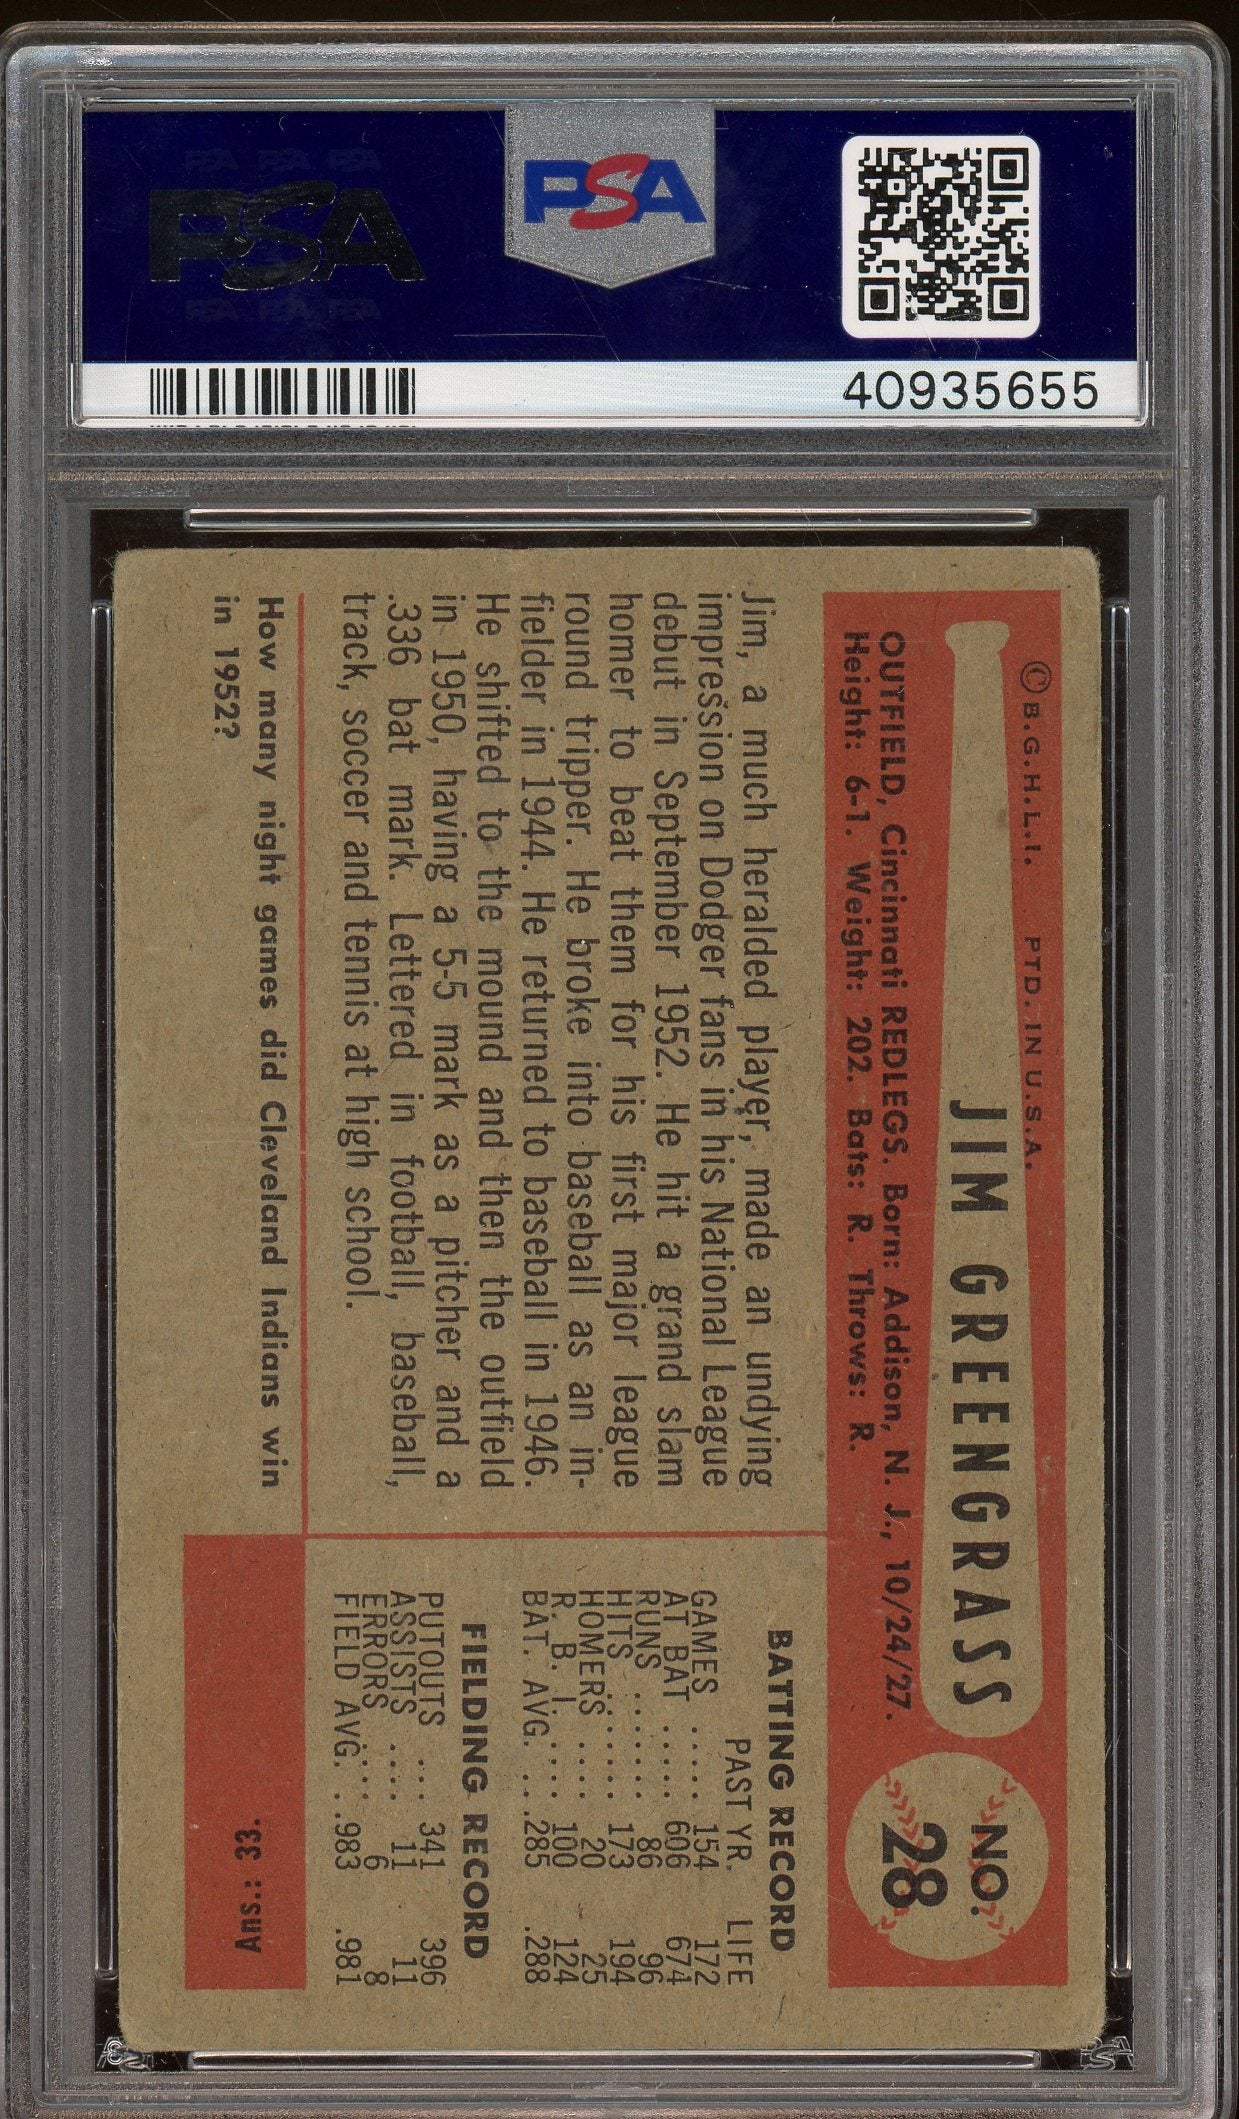 PSA
PSA
40935655
© B.G.H.L.I. PTD. IN U.S.A.
JIM GREENGRASS
NO.
28
OUTFIELD, Cincinnati REDLEGS. Born: Addison, N. J., 10/24/27.
Height: 6-1. Weight: 202. Bats: R. Throws: R.
Jim, a much heralded player, made an undying
impression on Dodger fans in his National League
debut in September 1952. He hit a grand slam
homer to beat them for his first major league
round tripper. He broke into baseball as an in-
fielder in 1944. He returned to baseball in 1946.
He shifted to the mound and then the outfield
in 1950, having a 5-5 mark as a pitcher and a
.336 bat mark. Lettered in football, baseball,
track, soccer and tennis at high school.
How many night games did Cleveland Indians win
in 1952?
BATTING RECORD
PAST YR. LIFE
GAMES .... 154 172
AT BAT .... 606 674
RUNS ...... 86 96
HITS ...... 173 194
HOMERS .... 20 25
R. B. I. .... 100 124
BAT. AVG. .. .285 .288
FIELDING RECORD
PUTOUTS ... 341 396
ASSISTS .... 11 11
ERRORS .... 6 8
FIELD AVG. .. .983 .981
Ans.: 33.